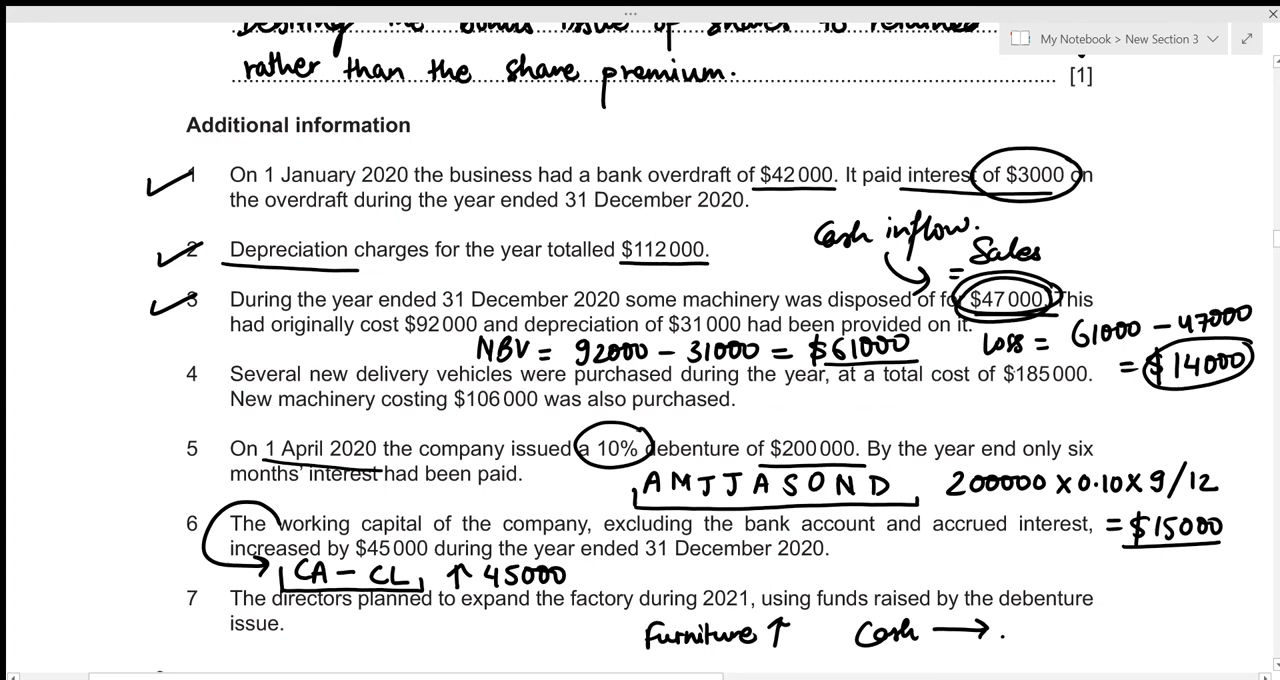 Desiting the bonus issue of shares to retained
rather than the share premium.
[1]
My Notebook > New Section 3
Additional information
1 On 1 January 2020 the business had a bank overdraft of $42 000. It paid interest of $3000 on
the overdraft during the year ended 31 December 2020.
Cash inflow.
2 Depreciation charges for the year totalled $112 000.
= Sales
3 During the year ended 31 December 2020 some machinery was disposed of for $47 000. This
had originally cost $92 000 and depreciation of $31 000 had been provided on it.
NBV = 92000 – 31000 = $61000
Loss = 61000 – 47000
= $14000
4 Several new delivery vehicles were purchased during the year, at a total cost of $185 000.
New machinery costing $106 000 was also purchased.
5 On 1 April 2020 the company issued a 10% debenture of $200 000. By the year end only six
months' interest had been paid.
A M J J A S O N D 200000 x 0.10 x 9/12
= $15000
6 The working capital of the company, excluding the bank account and accrued interest,
increased by $45 000 during the year ended 31 December 2020.
CA – CL ↑ 45000
7 The directors planned to expand the factory during 2021, using funds raised by the debenture
issue.
Furniture ↑ Cash → .